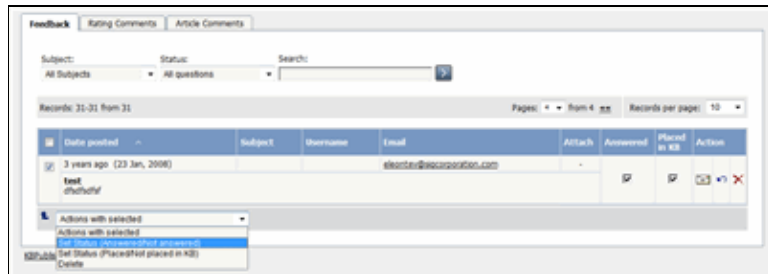 Feedback Rating Comments Article Comments
Subject: Status: Search:
All Subjects All questions
Records: 31-31 from 31 Pages: 4 from 4 Records per page: 10
Date posted Subject Username Email Attach Answered Placed in KB Action
3 years ago (23 Jan, 2008) eleontev@agcorporation.com -
test
Actions with selected
Actions with selected
Set Status (Answered/Not answered)
Set Status (Placed/Not placed in KB)
Delete